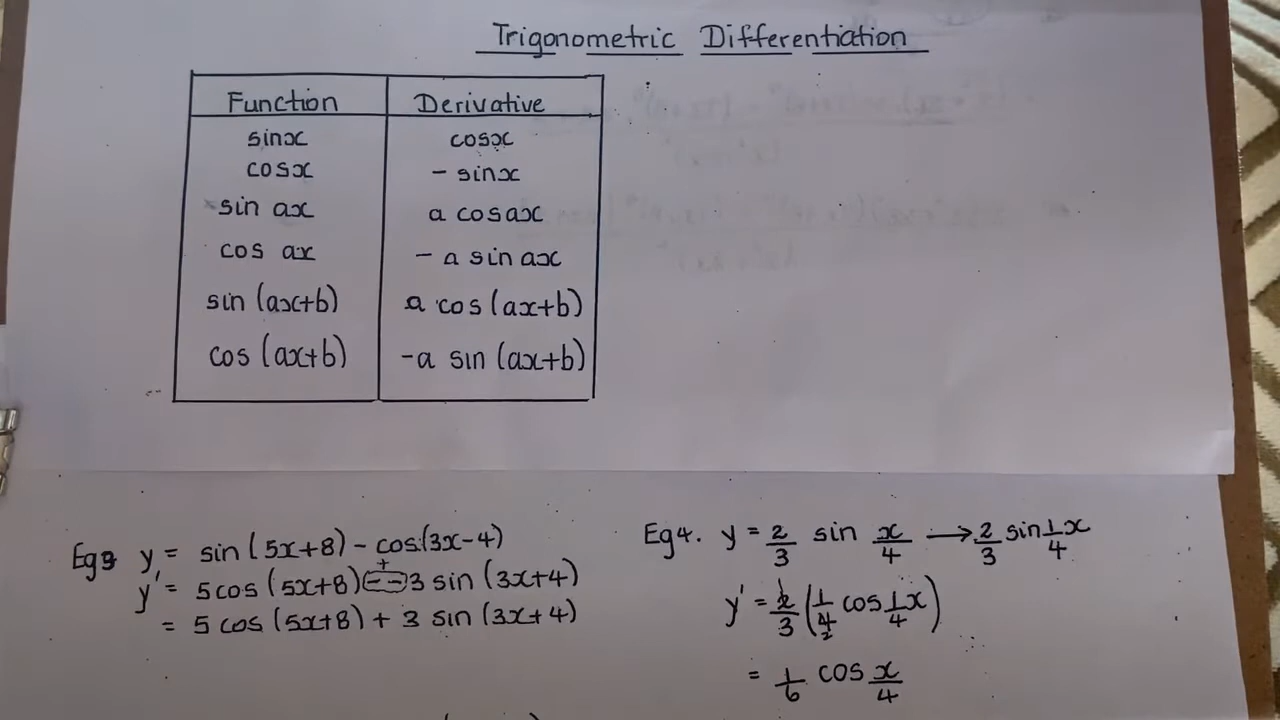 Trigonometric Differentiation
Function Derivative
sinx cosx
cosx - sinx
sin ax a cosax
cos ax - a sin ax
sin (ax+b) a cos (ax+b)
cos (ax+b) -a sin (ax+b)
Eg3 y = sin (5x+8) - cos(3x-4)
y' = 5cos (5x+8) - - 3 sin (3x+4)
+
= 5 cos (5x+8) + 3 sin (3x+4)
Eg4. y = 2/3 sin x/4 → 2/3 sin 1/4 x
y' = 2/3 (1/4 cos 1/4 x)
1
2
= 1/6 cos x/4